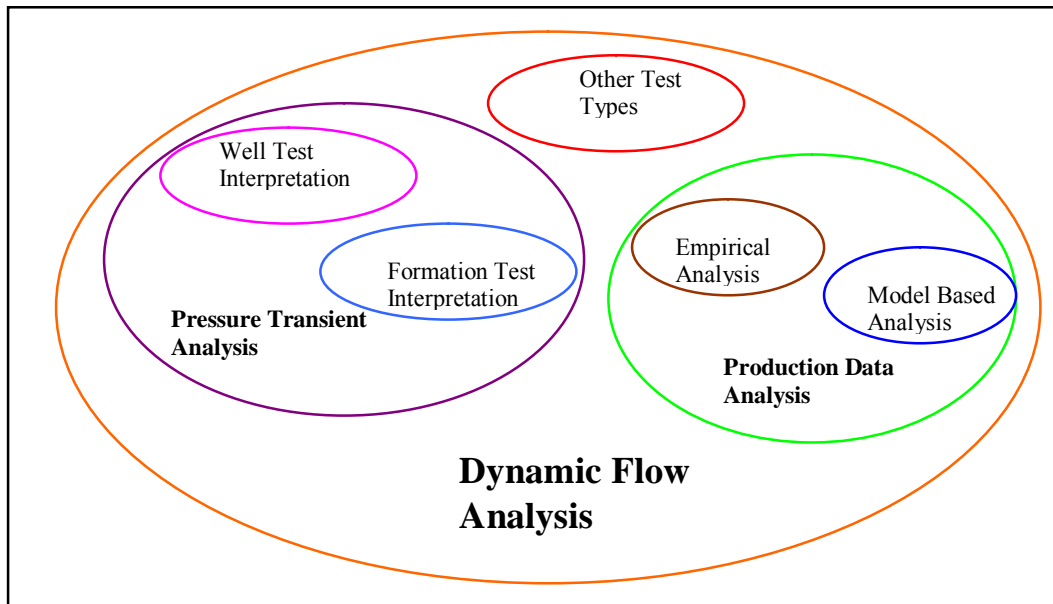 Other Test
Types
Well Test
Interpretation
Formation Test
Interpretation
Pressure Transient
Analysis
Empirical
Analysis
Model Based
Analysis
Production Data
Analysis
Dynamic Flow
Analysis